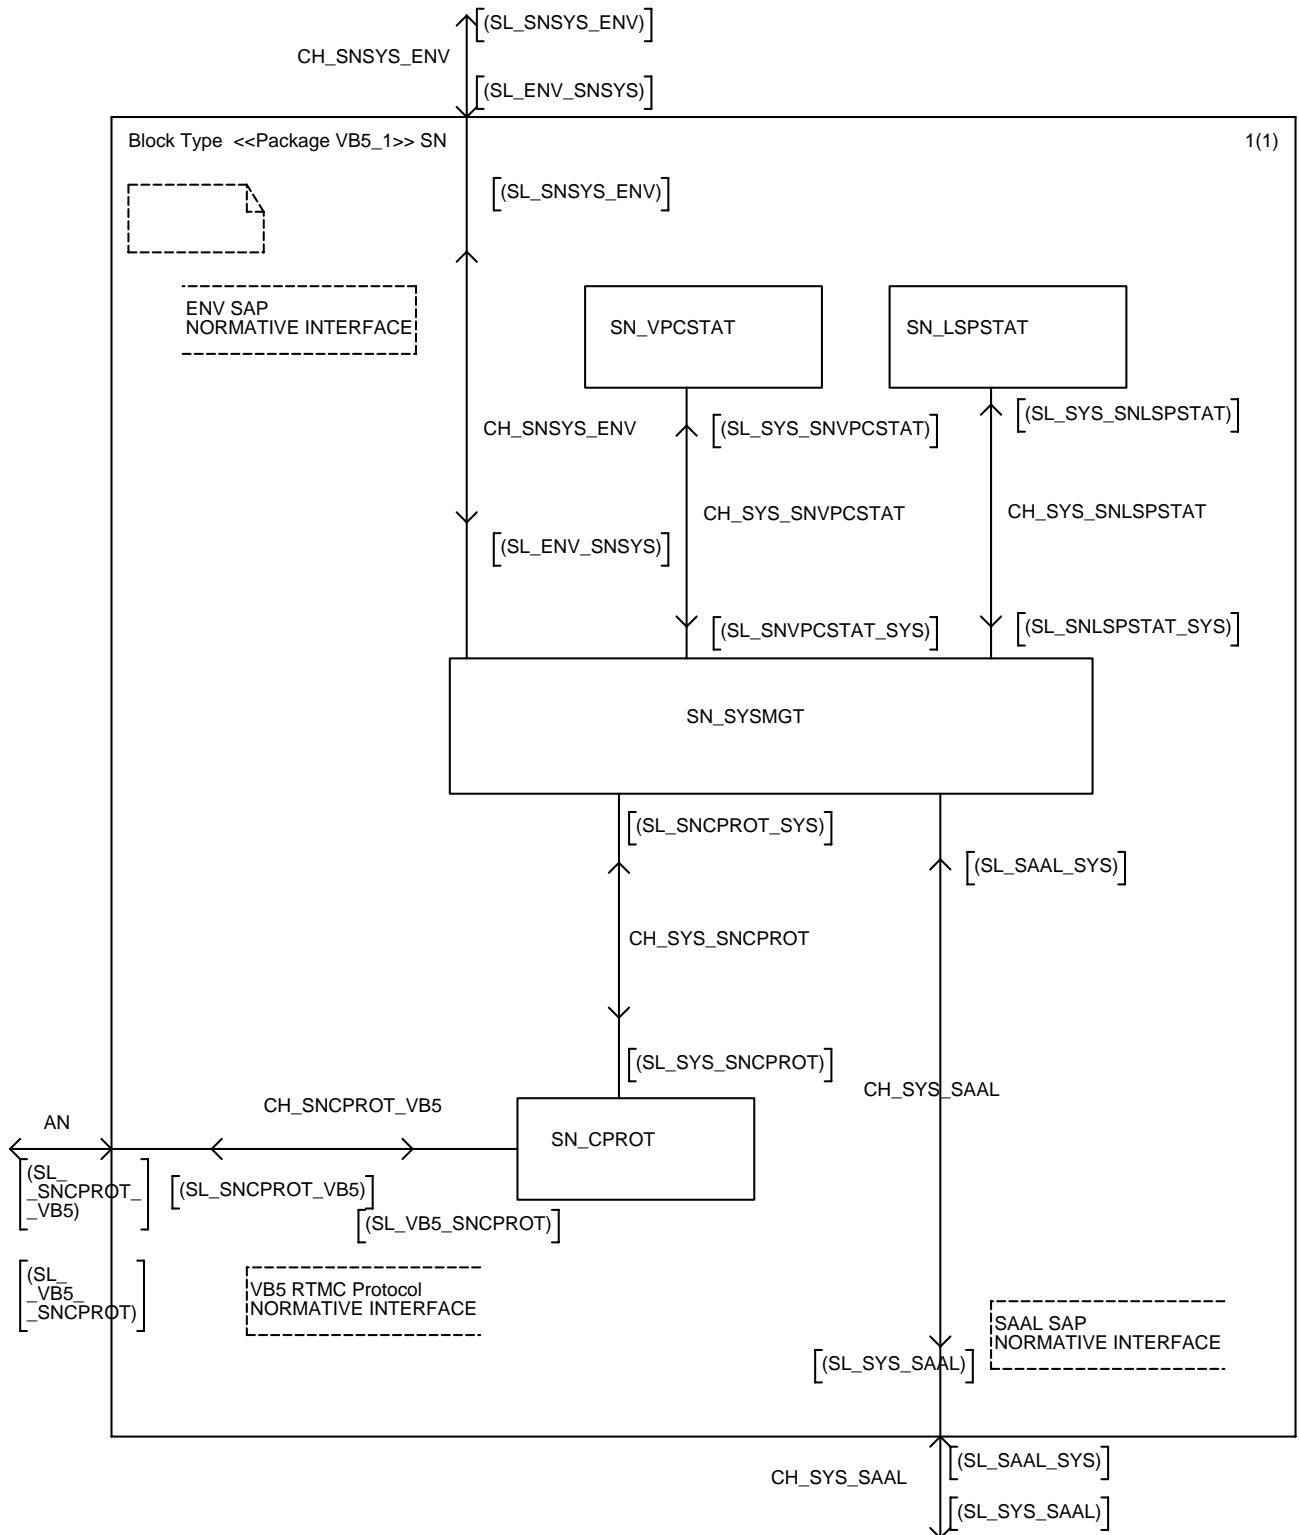 [(SL_SNSYS_ENV)]
CH_SNSYS_ENV
[(SL_ENV_SNSYS)]
Block Type <<Package VB5_1>> SN
1(1)
[(SL_SNSYS_ENV)]
ENV SAP
NORMATIVE INTERFACE
SN_VPCSTAT
SN_LSPSTAT
CH_SNSYS_ENV
[(SL_SYS_SNVPCSTAT)]
[(SL_SYS_SNLSPSTAT)]
CH_SYS_SNVPCSTAT
CH_SYS_SNLSPSTAT
[(SL_ENV_SNSYS)]
[(SL_SNVPCSTAT_SYS)]
[(SL_SNLSPSTAT_SYS)]
SN_SYSMGT
[(SL_SNCPROT_SYS)]
[(SL_SAAL_SYS)]
CH_SYS_SNCPROT
[(SL_SYS_SNCPROT)]
CH_SYS_SAAL
CH_SNCPROT_VB5
AN
SN_CPROT
[(SL_
_SNCPROT_
_VB5)]
[(SL_SNCPROT_VB5)]
[(SL_VB5_SNCPROT)]
[(SL_
_VB5_
_SNCPROT)]
VB5 RTMC Protocol
NORMATIVE INTERFACE
SAAL SAP
NORMATIVE INTERFACE
[(SL_SYS_SAAL)]
CH_SYS_SAAL
[(SL_SAAL_SYS)]
[(SL_SYS_SAAL)]